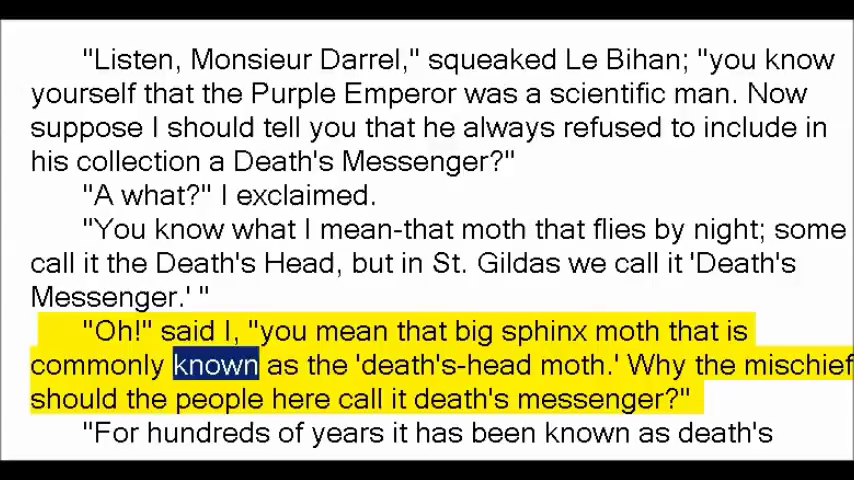 "Listen, Monsieur Darrel," squeaked Le Bihan; "you know
yourself that the Purple Emperor was a scientific man. Now
suppose I should tell you that he always refused to include in
his collection a Death's Messenger?"
"A what?" I exclaimed.
"You know what I mean-that moth that flies by night; some
call it the Death's Head, but in St. Gildas we call it 'Death's
Messenger.' "
"Oh!" said I, "you mean that big sphinx moth that is
commonly known as the 'death's-head moth.' Why the mischief
should the people here call it death's messenger?"
"For hundreds of years it has been known as death's